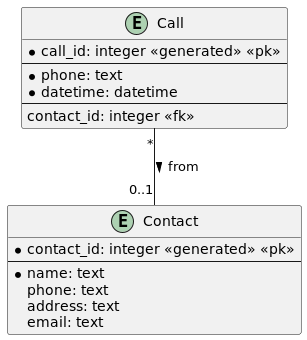 E Call
call_id: integer «generated» «pk»
phone: text
datetime: datetime
contact_id: integer «fk»
*
from
0..1
E Contact
contact_id: integer «generated» «pk»
name: text
phone: text
address: text
email: text